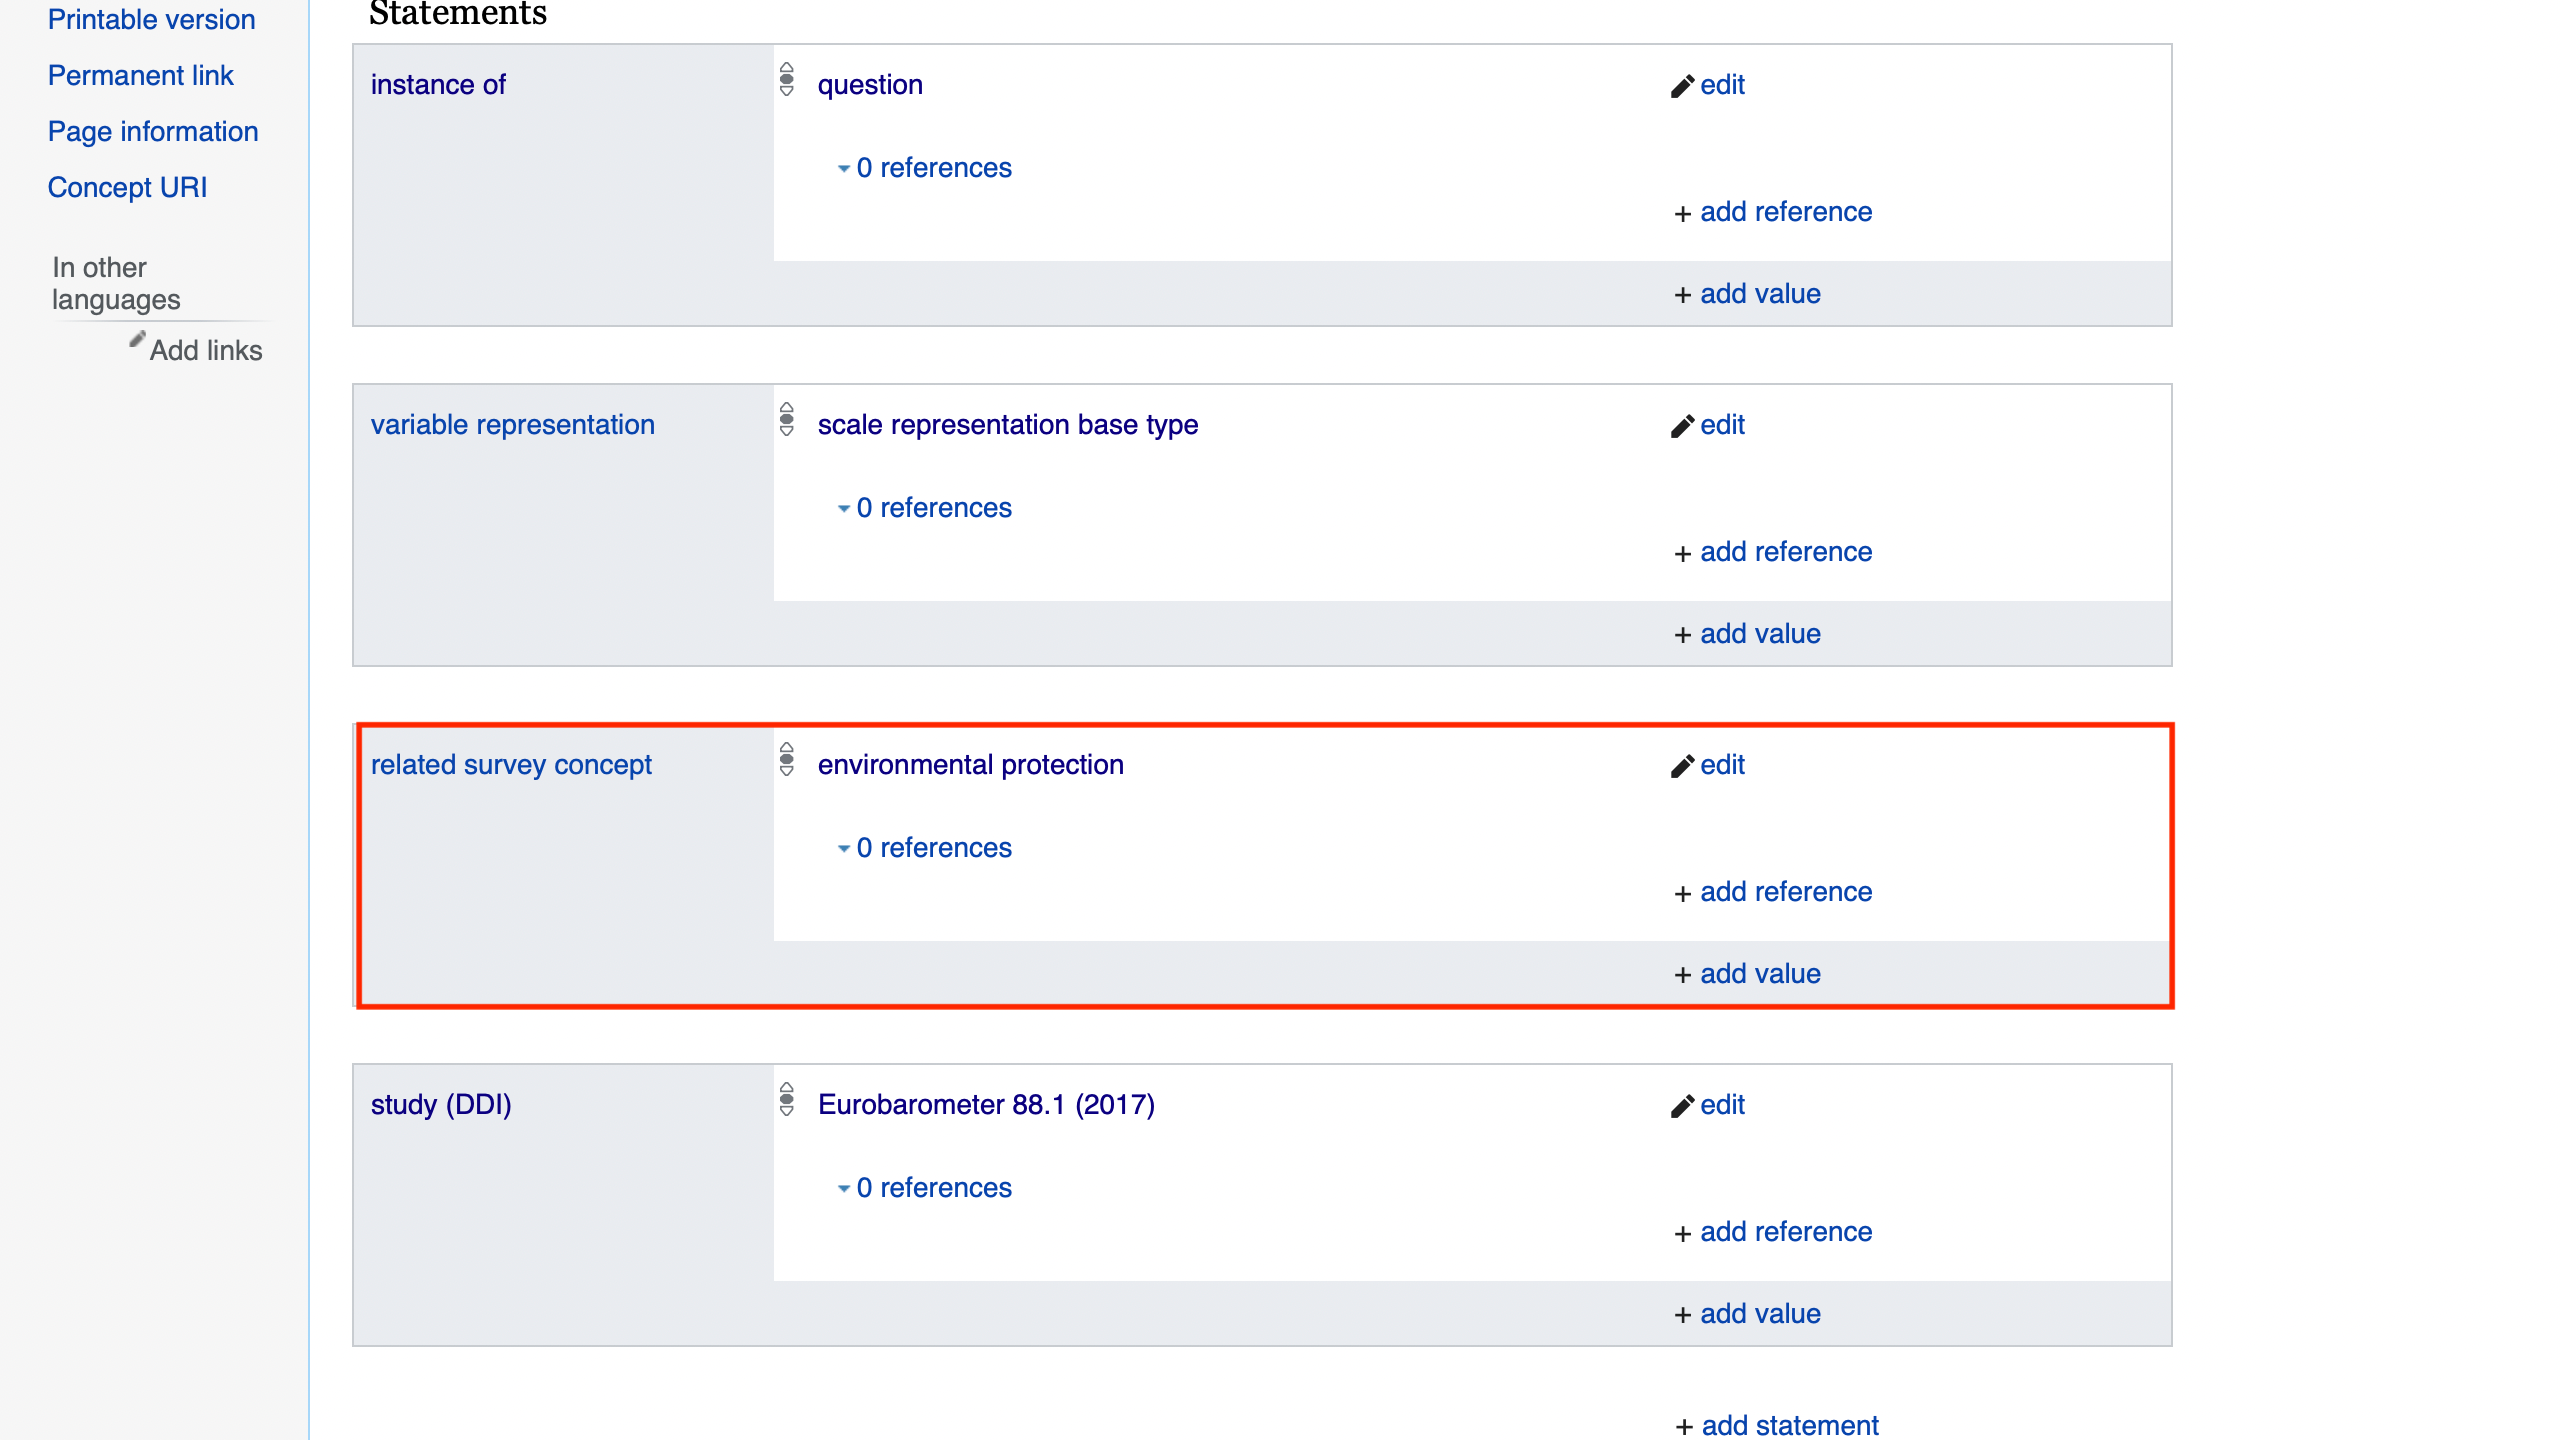 Printable version
Permanent link
Page information
Concept URI
In other
languages
Add links
Statements
instance of
question
edit
0 references
+ add reference
+ add value
variable representation
scale representation base type
edit
0 references
+ add reference
+ add value
related survey concept
environmental protection
edit
0 references
+ add reference
+ add value
study (DDI)
Eurobarometer 88.1 (2017)
edit
0 references
+ add reference
+ add value
+ add statement